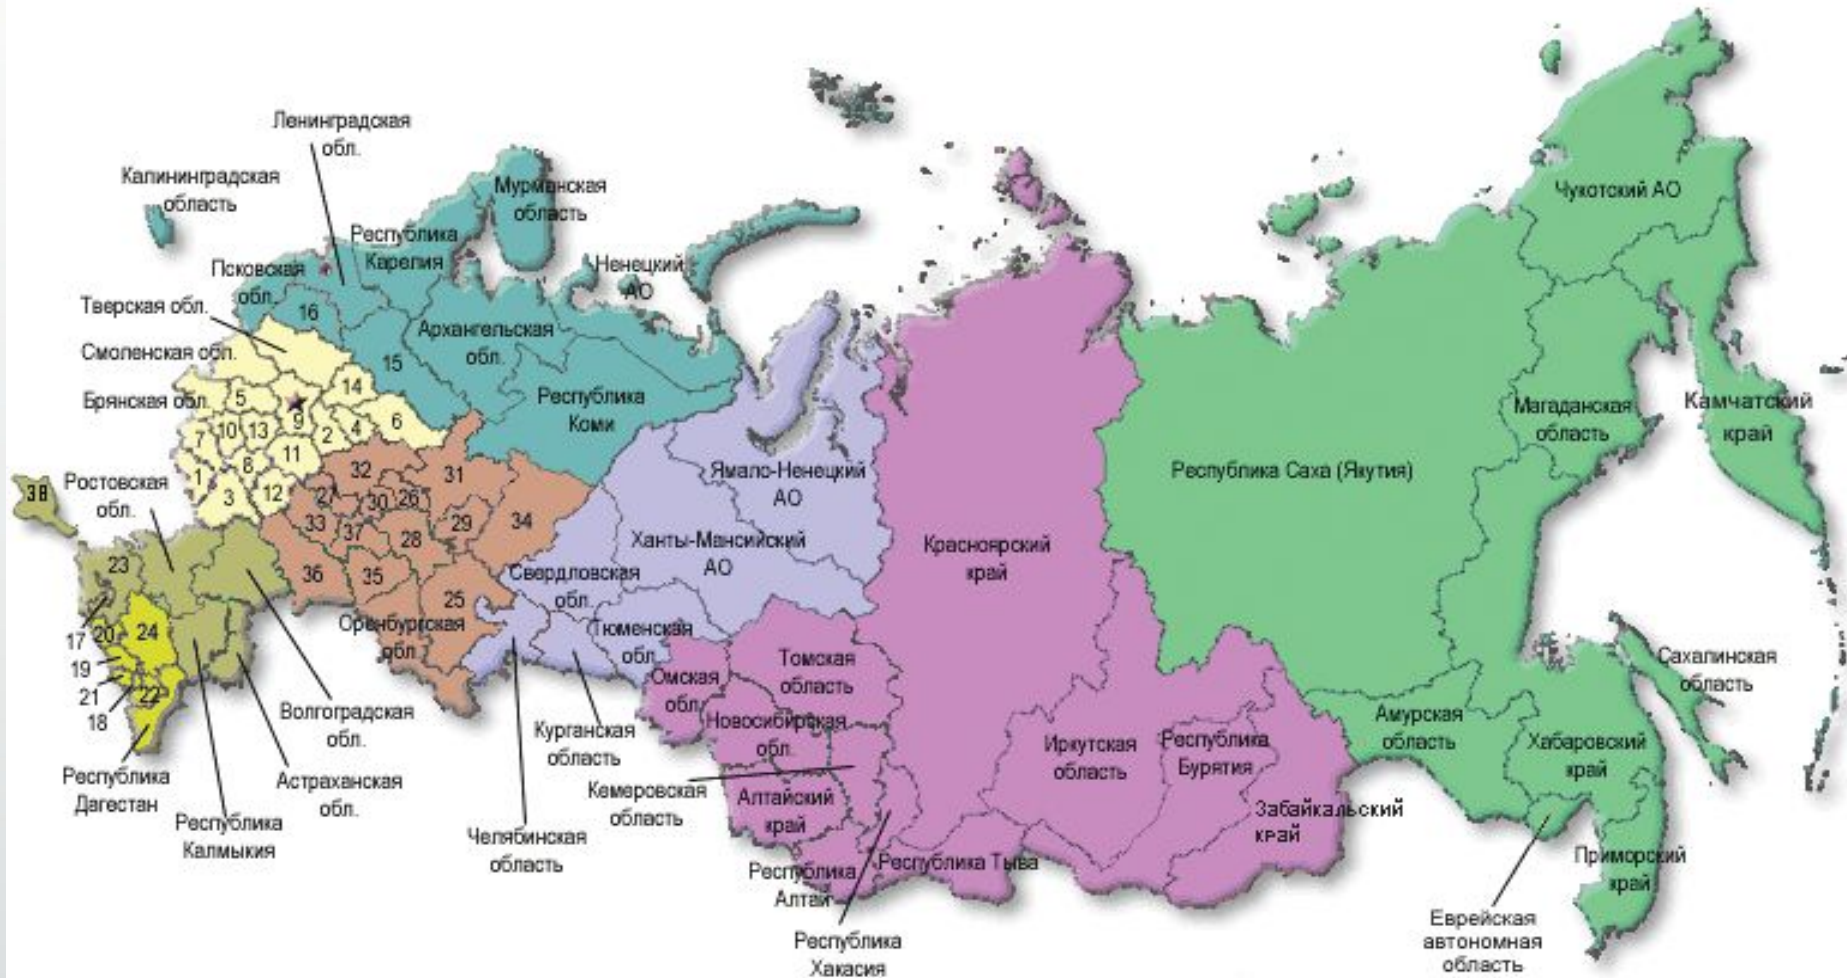 Ленинградская
обл.
Калининградская
область
Мурманская
область
Республика
Карелия
Ненецкий
АО
Псковская
обл.
Тверская обл.
16
Архангельская
обл.
Смоленская обл.
15
Республика
Коми
Брянская обл.
5
14
9
6
7
10
13
2
4
11
8
1
3
12
32
31
27
30
26
33
37
29
34
28
36
35
25
38
Ростовская
обл.
23
17
20
24
19
21
18
22
Оренбургская
обл.
Свердловская
обл.
Ямало-Ненецкий
АО
Ханты-Мансийский
АО
Тюменская
обл.
Волгоградская
обл.
Астраханская
обл.
Республика
Дагестан
Республика
Калмыкия
Курганская
область
Челябинская
область
Кемеровская
область
Омская
обл.
Томская
область
Новосибирская
обл.
Алтайский
край
Республика
Алтай
Республика
Хакасия
Республика Тыва
Красноярский
край
Иркутская
область
Республика
Бурятия
Забайкальский
край
Республика Саха (Якутия)
Чукотский АО
Магаданская
область
Камчатский
край
Сахалинская
область
Амурская
область
Хабаровский
край
Приморский
край
Еврейская
автономная
область